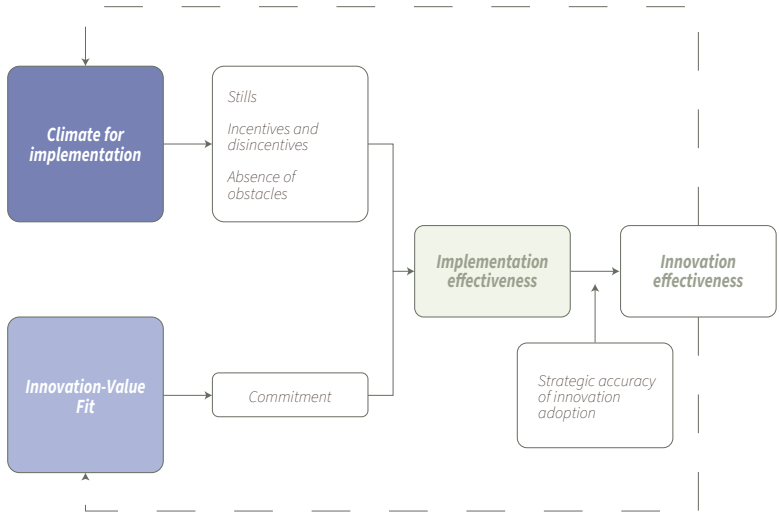 Climate for
implementation
Stills
Incentives and
disincentives
Absence of
obstacles
Implementation
effectiveness
Innovation
effectiveness
Innovation-Value
Fit
Commitment
Strategic accuracy
of innovation
adoption